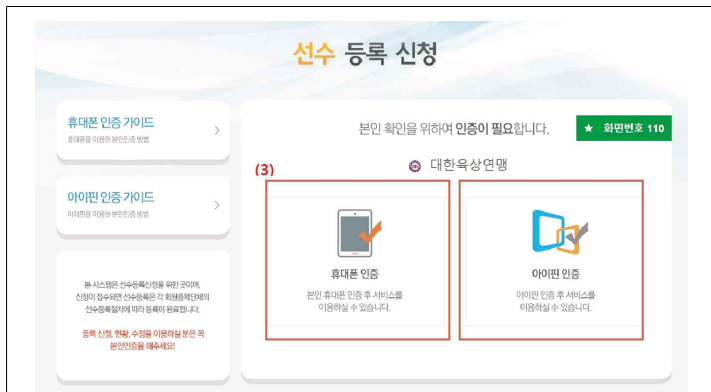 선수 등록 신청
휴대폰 인증 가이드
휴대폰을 이용한 본인인증 방법
아이핀 인증 가이드
아이핀을 이용한 본인인증 방법
본 시스템은 선수등록신청을 위한 곳이며,
신청이 접수되면 선수등록은 각 회원종목단체의
선수등록절차에 따라 등록이 완료됩니다.
등록 신청, 현황, 수정을 이용하실 분은 꼭
본인인증을 해주세요!
본인 확인을 위하여 인증이 필요합니다.
★ 화면번호 110
대한육상연맹
(3)
휴대폰 인증
본인 휴대폰 인증 후 서비스를
이용하실 수 있습니다.
아이핀 인증
아이핀 인증 후 서비스를
이용하실 수 있습니다.